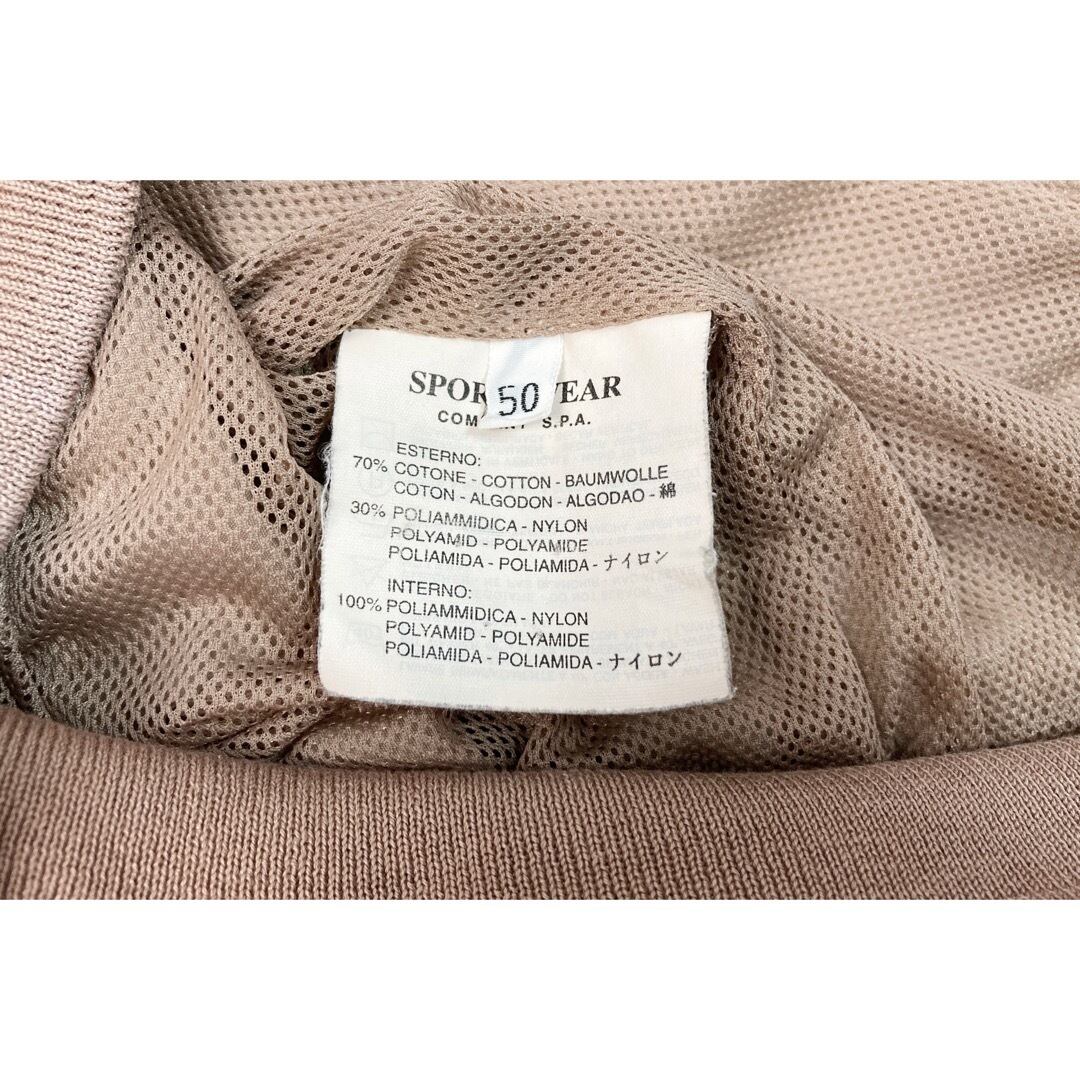 SPOR 50 EAR
COM NY S.P.A.
ESTERNO:
70% COTONE - COTTON - BAUMWOLLE
COTON - ALGODON - ALGODAO - 綿
30% POLIAMMIDICA - NYLON
POLYAMID - POLYAMIDE
POLIAMIDA - POLIAMIDA - ナイロン
INTERNO:
100% POLIAMMIDICA - NYLON
POLYAMID - POLYAMIDE
POLIAMIDA - POLIAMIDA - ナイロン